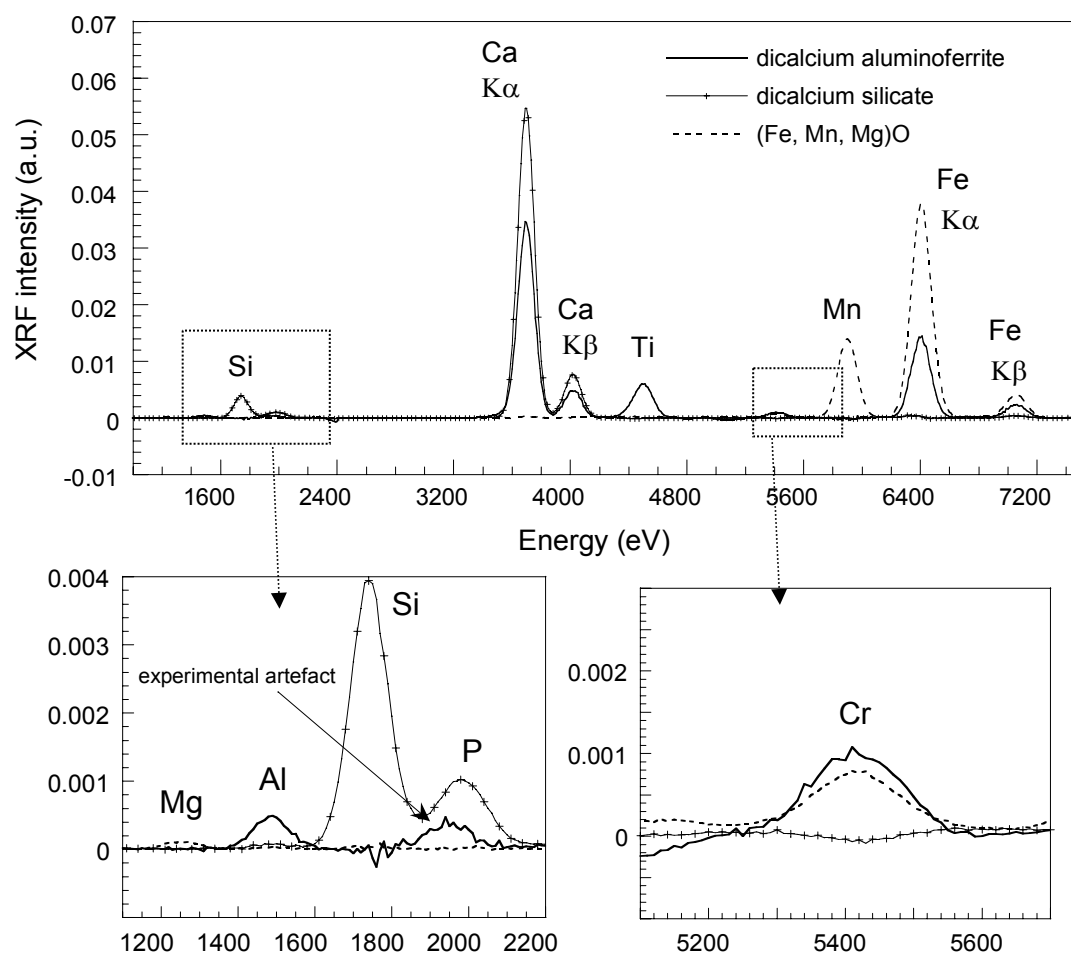 0.07
0.06
0.05
0.04
0.03
0.02
0.01
0
-0.01
XRF intensity (a.u.)
Ca
Kα
dicalcium aluminoferrite
dicalcium silicate
(Fe, Mn, Mg)O
Fe
Kα
Si
Ca
Kβ
Ti
Mn
Fe
Kβ
1600 2400 3200 4000 4800 5600 6400 7200
Energy (eV)
0.004
0.003
0.002
0.001
0
Si
experimental artefact
P
Al
Mg
1200 1400 1600 1800 2000 2200
0.002
0.001
0
Cr
5200 5400 5600